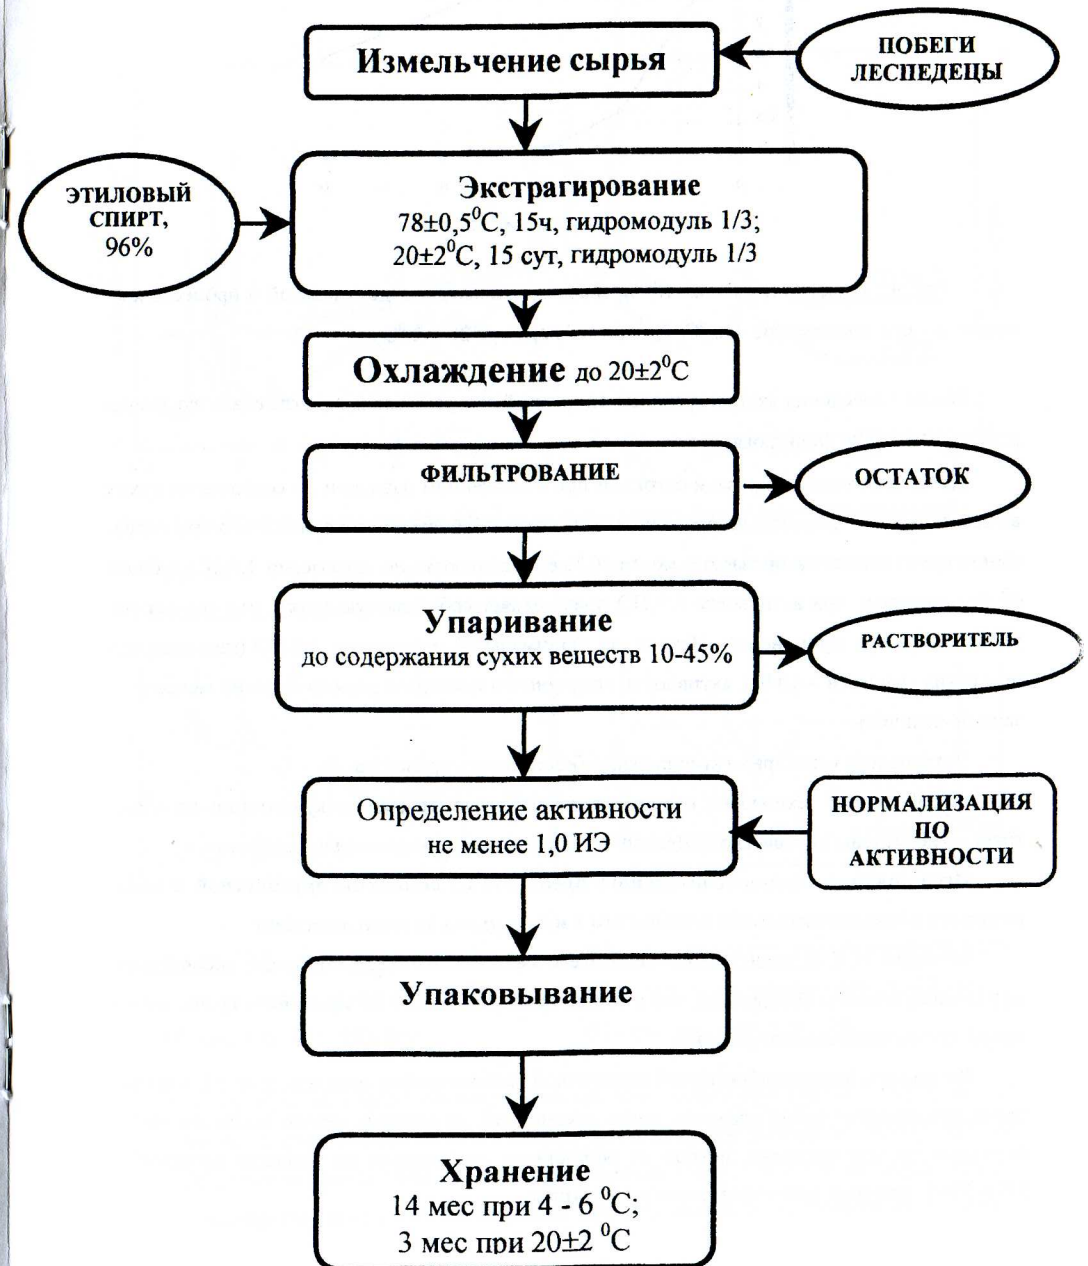 Измельчение сырья
ПОБЕГИ
ЛЕСПЕДЕЦЫ
ЭТИЛОВЫЙ
СПИРТ,
96%
Экстрагирование
78±0,5⁰С, 15ч, гидромодуль 1/3;
20±2⁰С, 15 сут, гидромодуль 1/3
Охлаждение до 20±2⁰С
ФИЛЬТРОВАНИЕ
ОСТАТОК
Упаривание
до содержания сухих веществ 10-45%
РАСТВОРИТЕЛЬ
Определение активности
не менее 1,0 ИЭ
НОРМАЛИЗАЦИЯ
ПО
АКТИВНОСТИ
Упаковывание
Хранение
14 мес при 4 - 6 ⁰С;
3 мес при 20±2 ⁰С